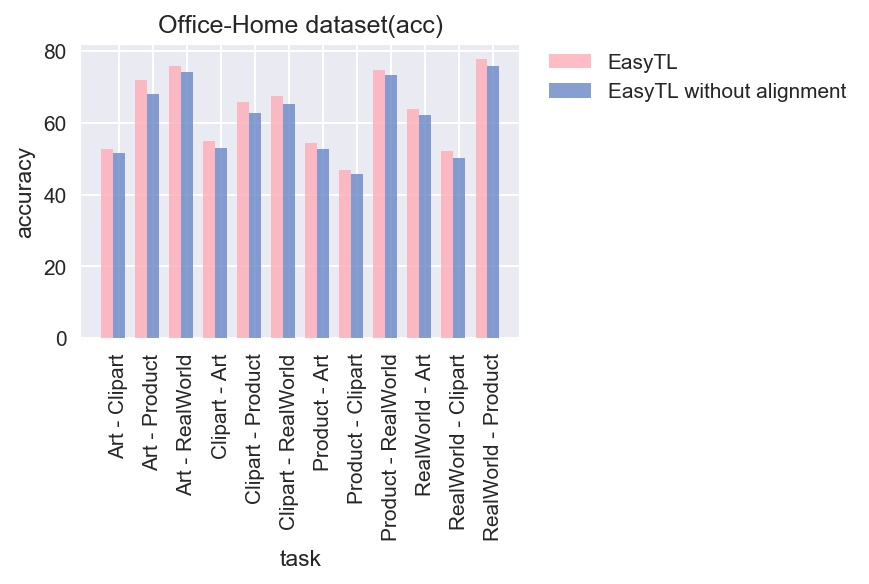 Office-Home dataset(acc)
80
60
40
20
0
accuracy
Art - Clipart
Art - Product
Art - RealWorld
Clipart - Art
Clipart - Product
Clipart - RealWorld
Product - Art
Product - Clipart
Product - RealWorld
RealWorld - Art
RealWorld - Clipart
RealWorld - Product
task
EasyTL
EasyTL without alignment